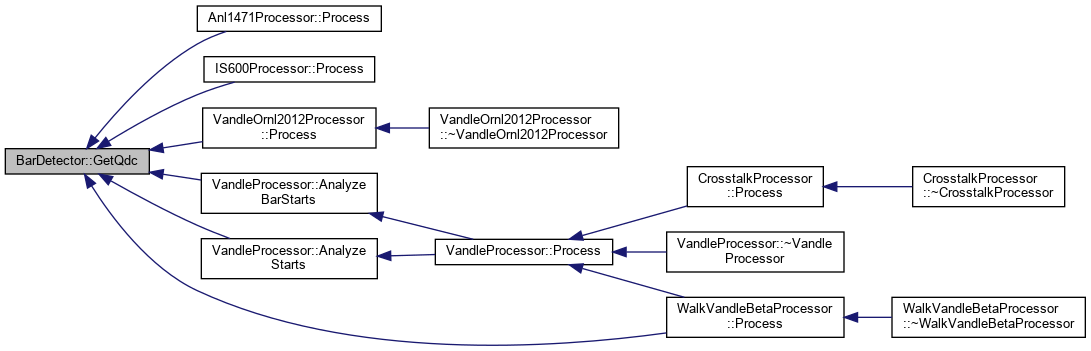 Anl1471Processor::Process
IS600Processor::Process
VandleOrnl2012Processor
::Process
VandleOrnl2012Processor
::~VandleOrnl2012Processor
BarDetector::GetQdc
VandleProcessor::Analyze
BarStarts
CrosstalkProcessor
::Process
CrosstalkProcessor
::~CrosstalkProcessor
VandleProcessor::Analyze
Starts
VandleProcessor::Process
VandleProcessor::~Vandle
Processor
WalkVandleBetaProcessor
::Process
WalkVandleBetaProcessor
::~WalkVandleBetaProcessor